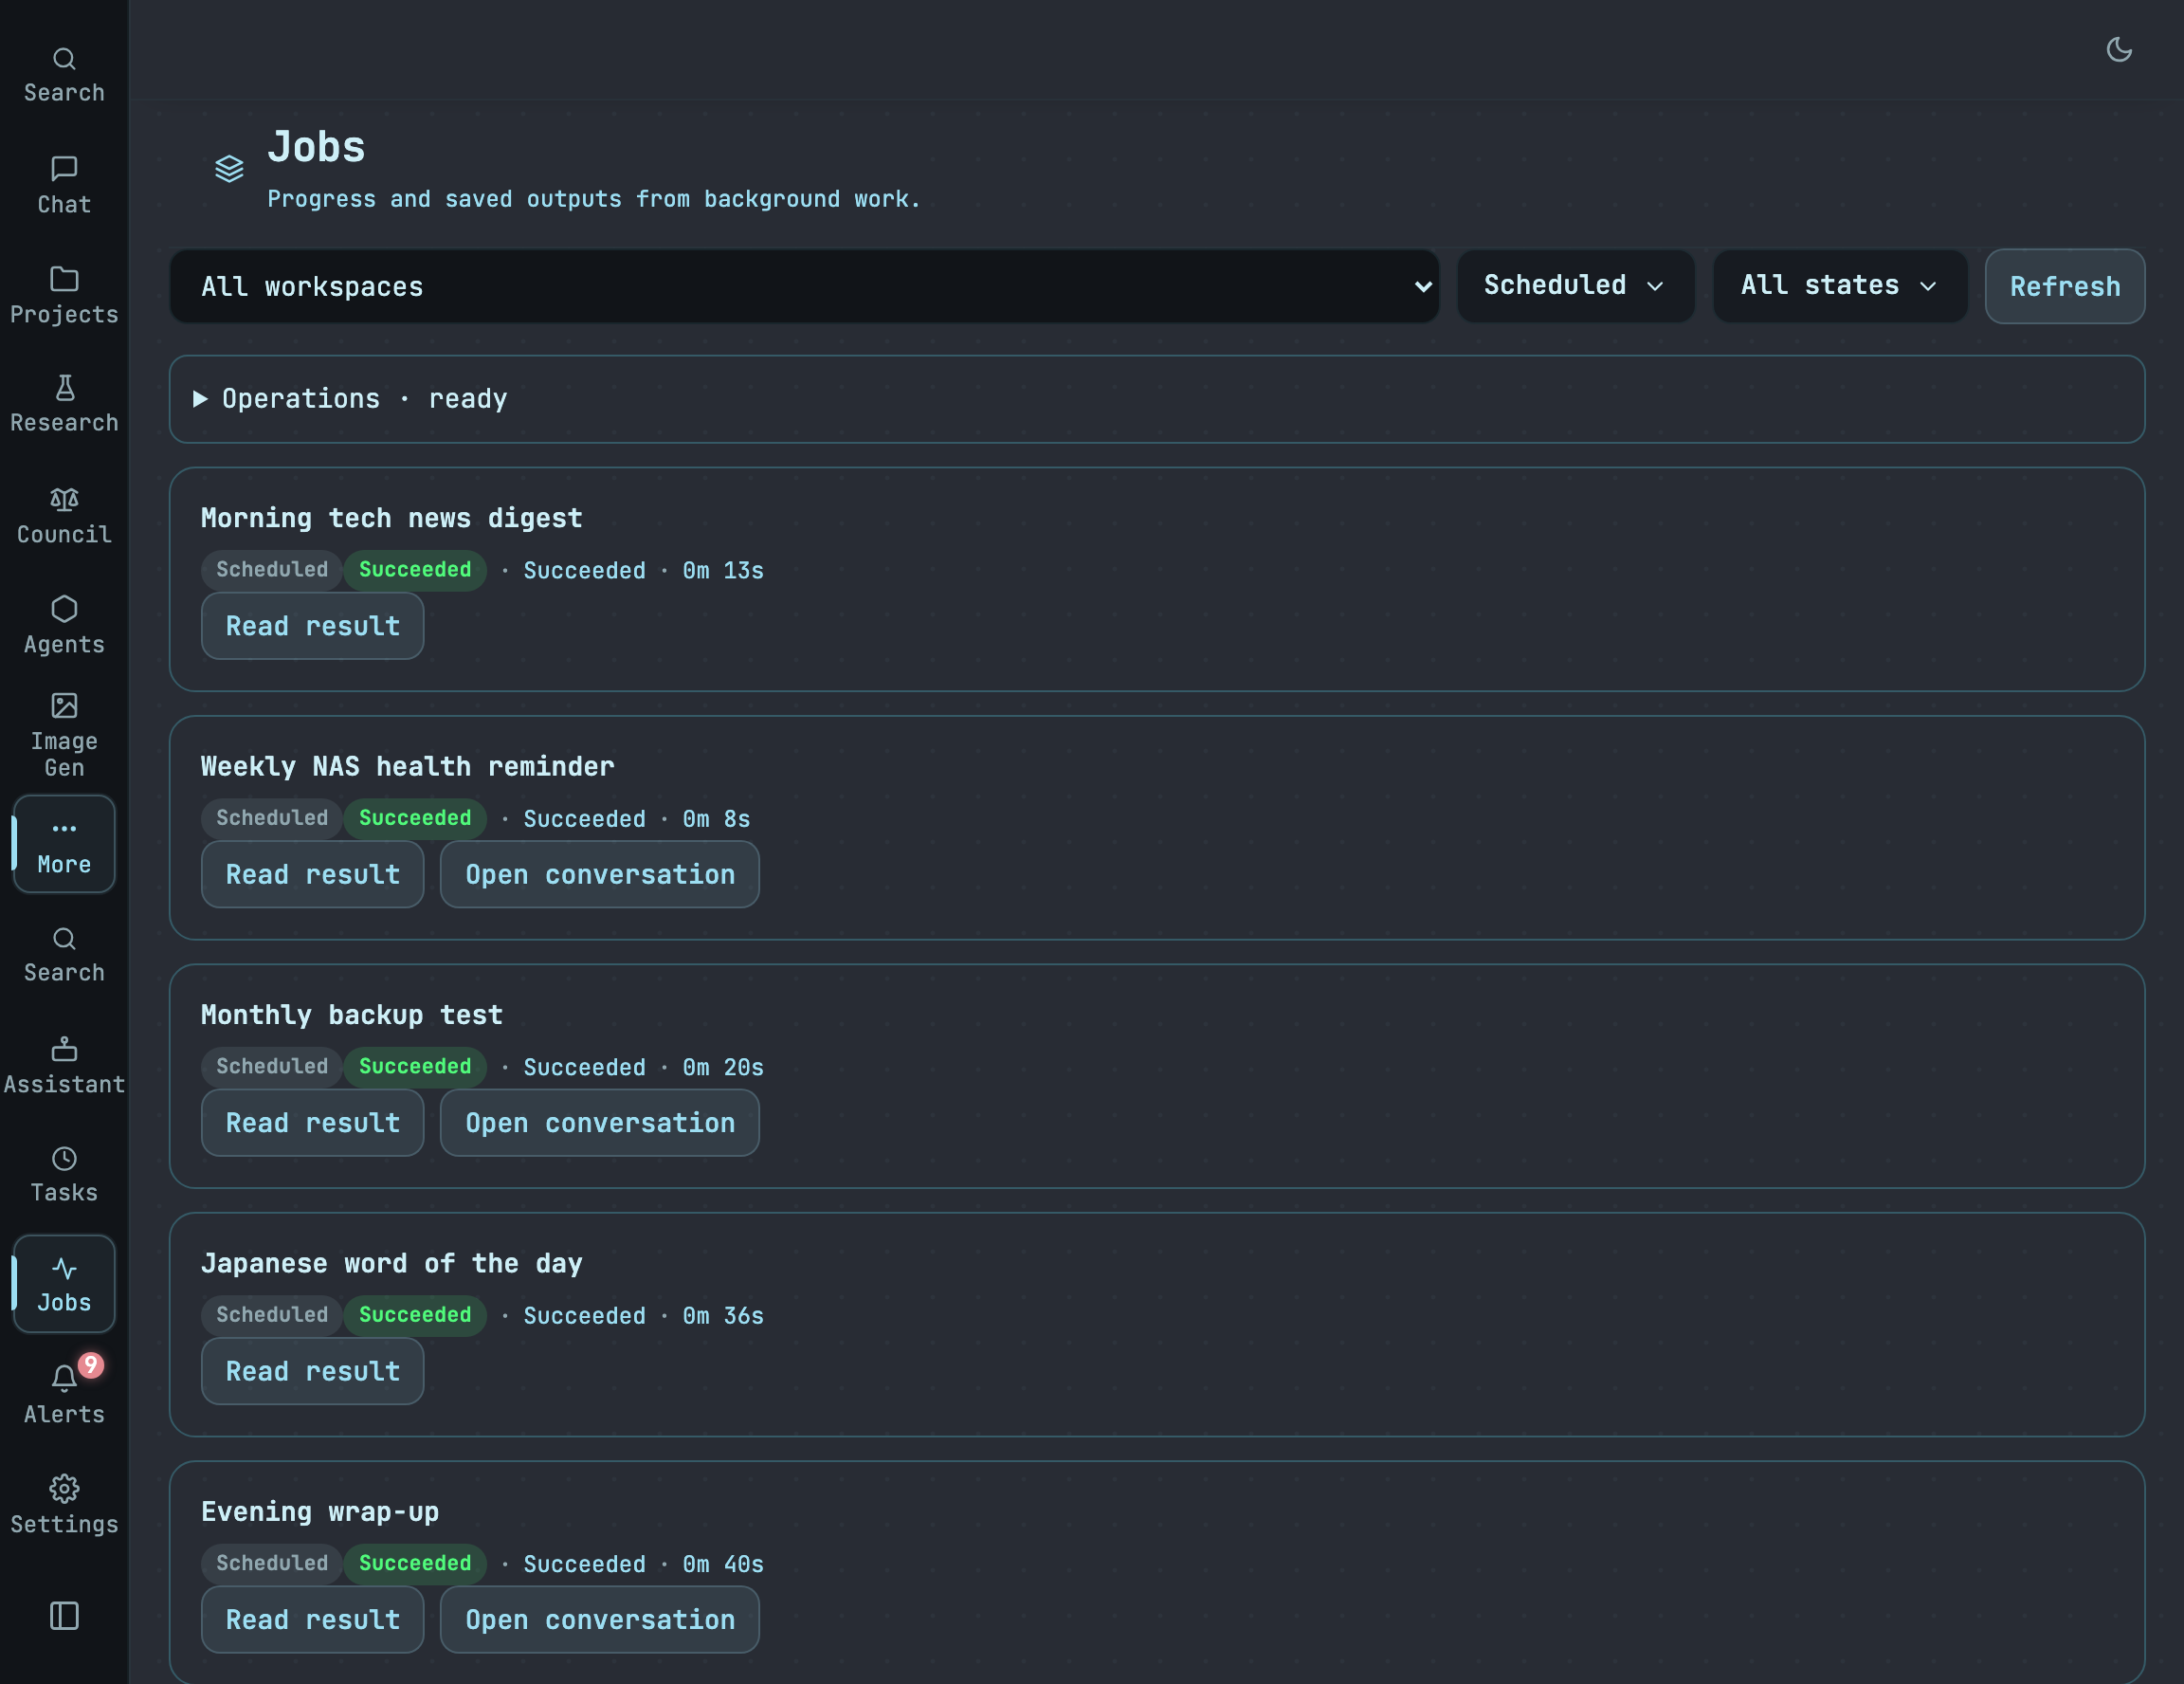 Search
Chat
Projects
Research
Council
Agents
Image
Gen
More
Search
Assistant
Tasks
Jobs
9
Alerts
Settings
Jobs
Progress and saved outputs from background work.
All workspaces
Scheduled
All states
Refresh
Operations · ready
Morning tech news digest
Scheduled Succeeded · Succeeded · 0m 13s
Read result
Weekly NAS health reminder
Scheduled Succeeded · Succeeded · 0m 8s
Read result Open conversation
Monthly backup test
Scheduled Succeeded · Succeeded · 0m 20s
Read result Open conversation
Japanese word of the day
Scheduled Succeeded · Succeeded · 0m 36s
Read result
Evening wrap-up
Scheduled Succeeded · Succeeded · 0m 40s
Read result Open conversation